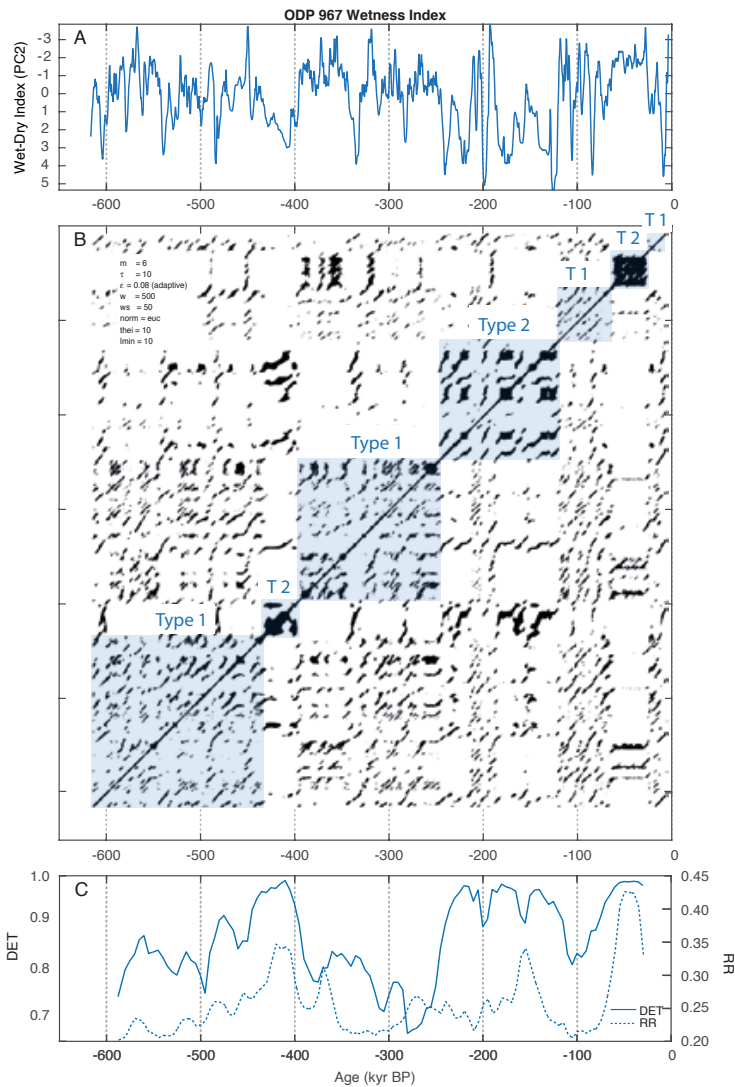 ODP 967 Wetness Index
A
Wet-Dry Index (PC2)
-3
-2
-1
0
1
2
3
4
5
-600
-500
-400
-300
-200
-100
0
B
T 1
T 2
T 1
m = 6
τ = 10
ε = 0.08 (adaptive)
w = 500
ws = 50
norm = euc
thei = 10
lmin = 10
Type 2
Type 1
T 2
Type 1
-600
-500
-400
-300
-200
-100
0
C
DET
1.0
0.9
0.8
0.7
0.45
0.40
0.35
0.30
0.25
0.20
RR
DET
RR
-600
-500
-400
-300
-200
-100
0
Age (kyr BP)